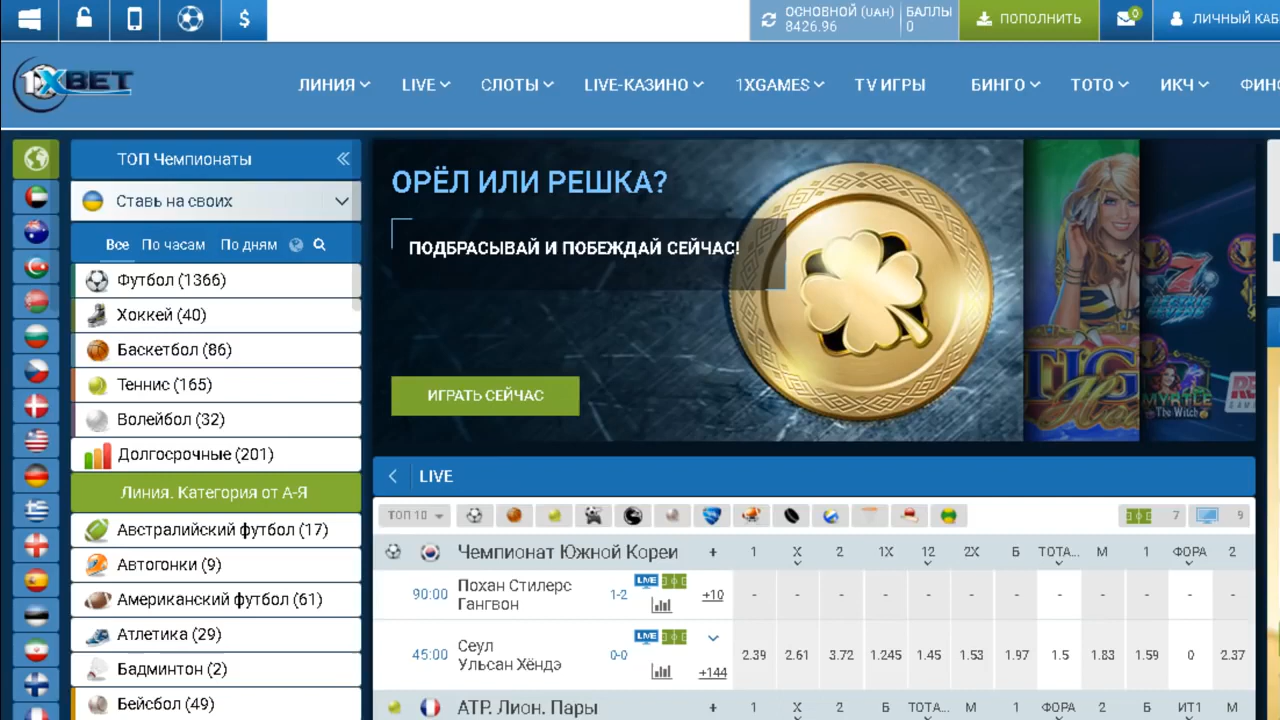 $
ОСНОВНОЙ (UAH)
8426.96
БАЛЛЫ
0
ПОПОЛНИТЬ
0
ЛИЧНЫЙ КАБ
1XBET
ЛИНИЯ
LIVE
СЛОТЫ
LIVE-КАЗИНО
1XGAMES
TV ИГРЫ
БИНГО
ТОТО
ИКЧ
ФИНС
ТОП Чемпионаты
Ставь на своих
Все По часам По дням
Футбол (1366)
Хоккей (40)
Баскетбол (86)
Теннис (165)
Волейбол (32)
Долгосрочные (201)
Линия. Категория от А-Я
Австралийский футбол (17)
Автогонки (9)
Американский футбол (61)
Атлетика (29)
Бадминтон (2)
Бейсбол (49)
ОРЁЛ ИЛИ РЕШКА?
ПОДБРАСЫВАЙ И ПОБЕЖДАЙ СЕЙЧАС!
ИГРАТЬ СЕЙЧАС
MYRTLE
The Witch
LIVE
ТОП 10
7
9
Чемпионат Южной Кореи + 1 X 2 1X 12 2X Б ТОТА... М 1 ФОРА 2
90:00 Похан Стилерс
Гангвон
1-2 LIVE +10 - - - - - - - - - - - -
45:00 Сеул
Ульсан Хёндэ
0-0 LIVE +144 2.39 2.61 3.72 1.245 1.45 1.53 1.97 1.5 1.83 1.59 0 2.37
ATP. Лион. Пары + 1 X 2 Б ТОТА... М 1 ФОРА 2 Б ИТ1 М